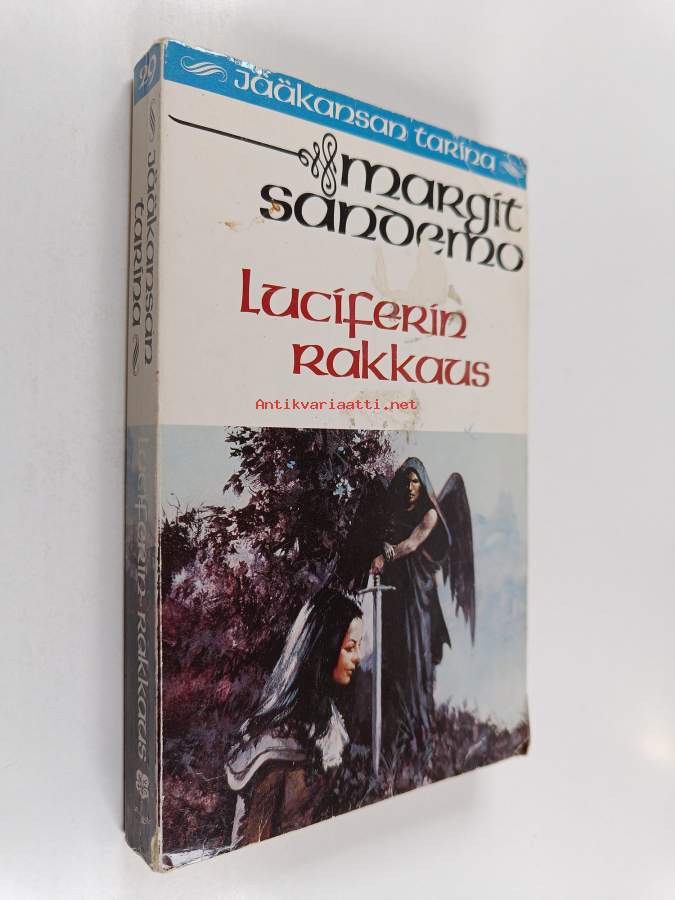 Jääkansan tarina
margit
sandemo
Luciferin
rakkaus
Antikvariaatti.net
29
Jääkansan
tarina
Luciferin rakkaus